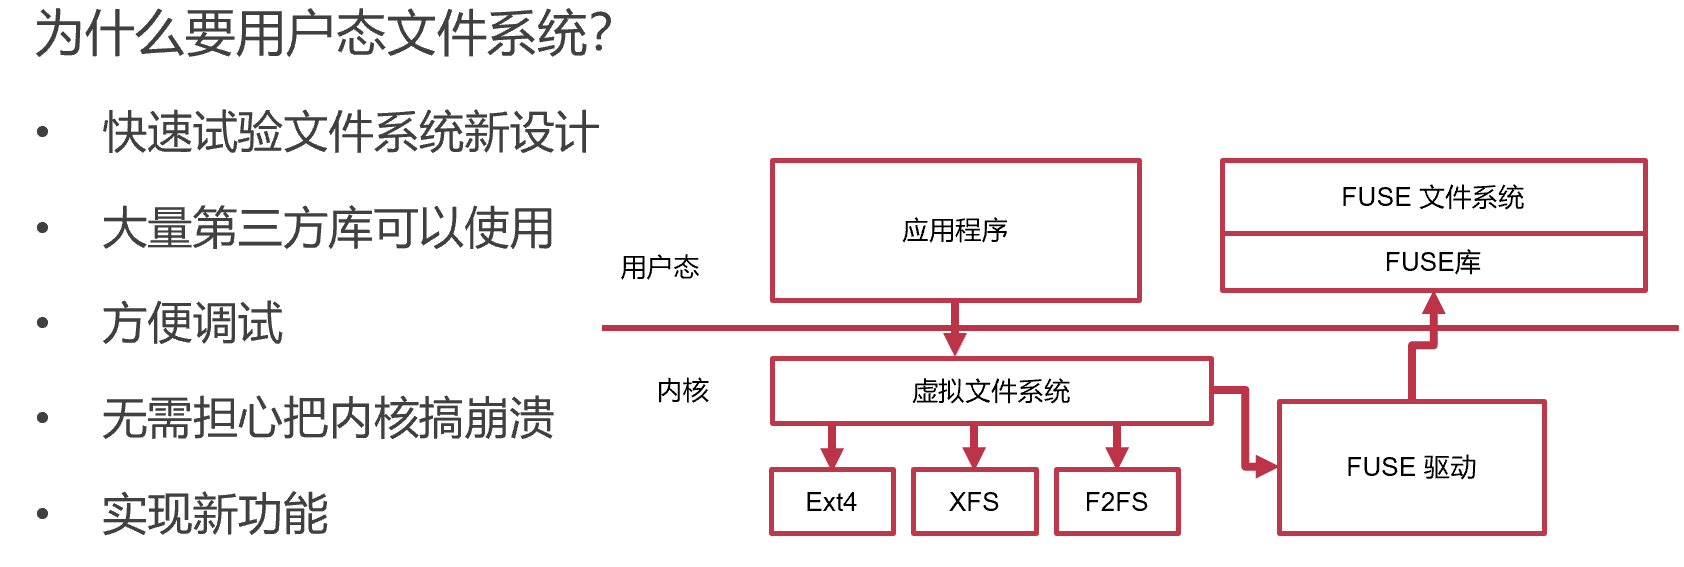 为什么要用户态文件系统？
• 快速试验文件系统新设计
• 大量第三方库可以使用
• 方便调试
• 无需担心把内核搞崩溃
• 实现新功能
应用程序
FUSE 文件系统
FUSE库
用户态
内核
虚拟文件系统
Ext4
XFS
F2FS
FUSE 驱动